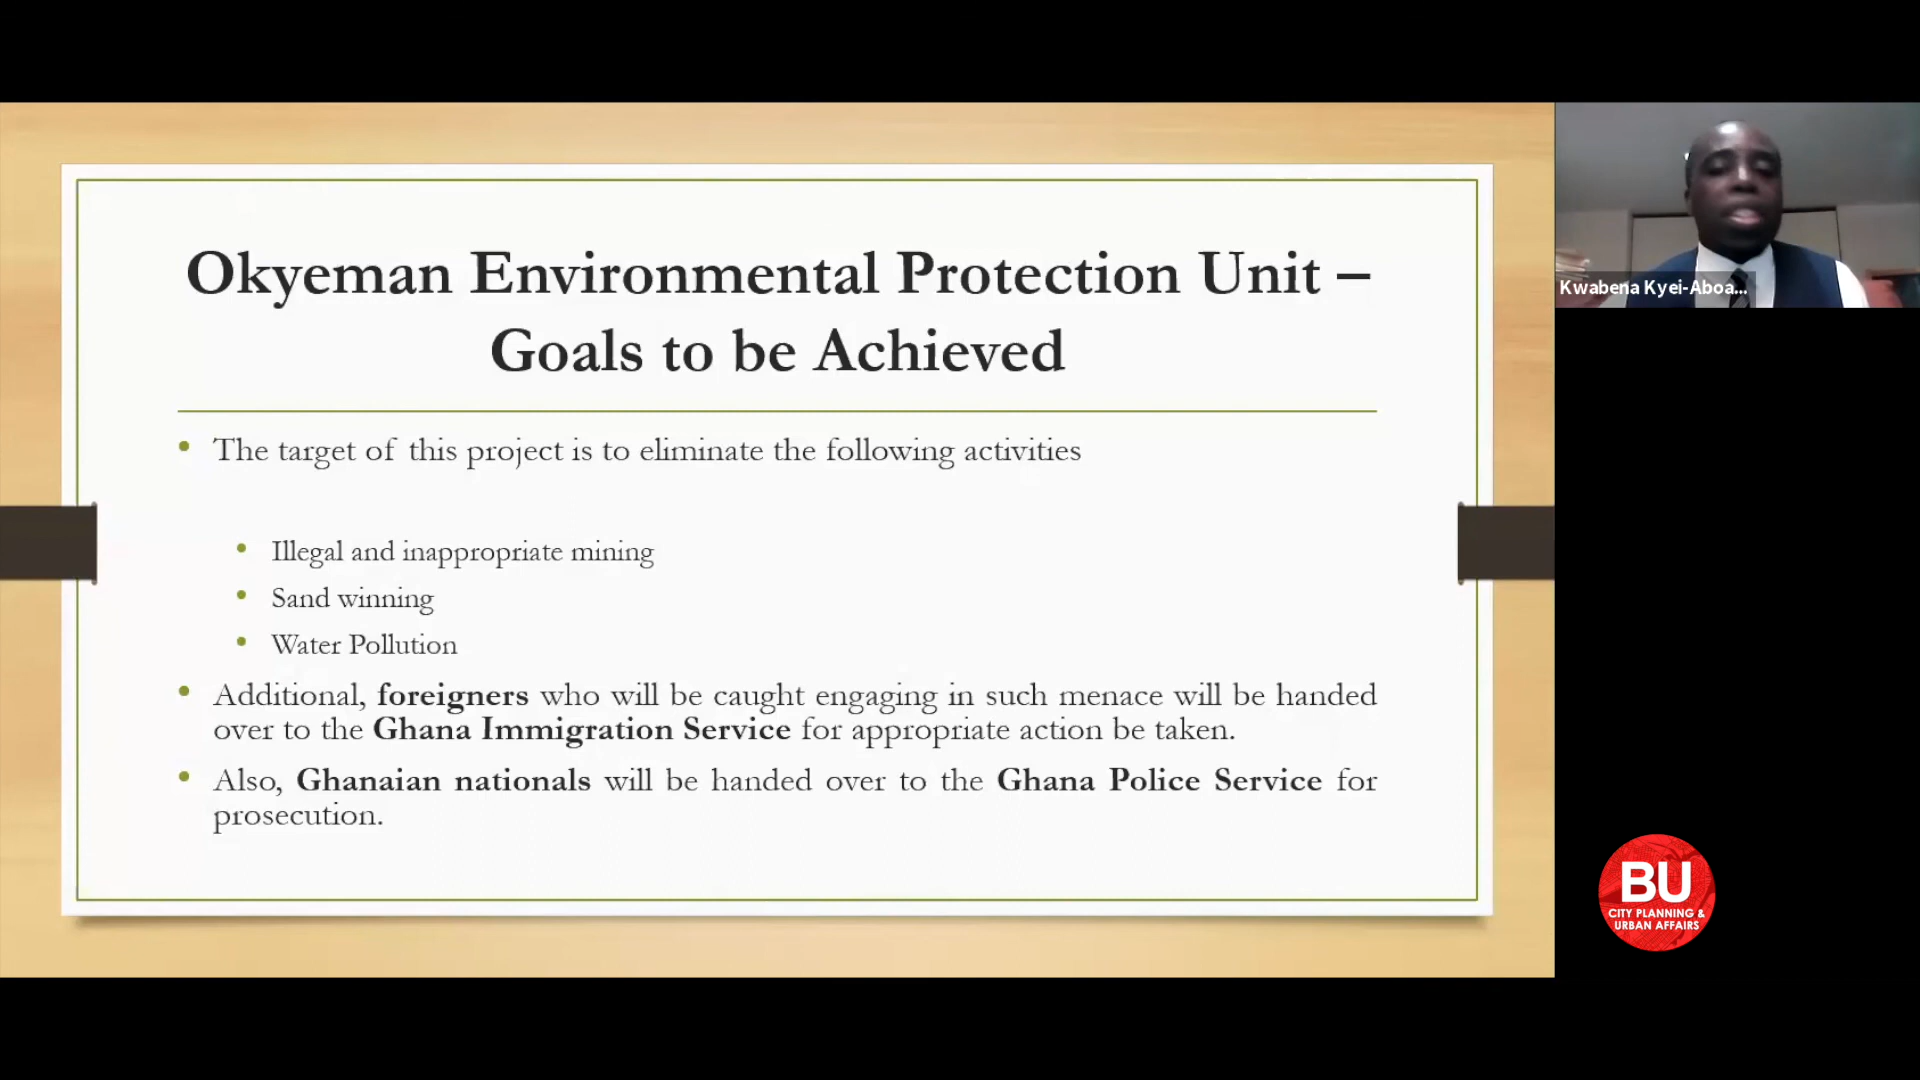 Okyeman Environmental Protection Unit –
Goals to be Achieved
• The target of this project is to eliminate the following activities
• Illegal and inappropriate mining
• Sand winning
• Water Pollution
• Additional, foreigners who will be caught engaging in such menace will be handed
over to the Ghana Immigration Service for appropriate action be taken.
• Also, Ghanaian nationals will be handed over to the Ghana Police Service for
prosecution.
Kwabena Kyei-Aboa...
BU
CITY PLANNING &
URBAN AFFAIRS